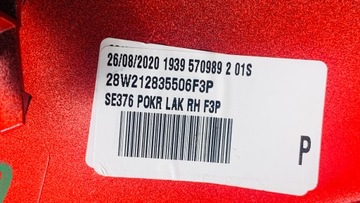 26/08/2020 1939 570989 2 01S
28W212835506F3P
SE376 POKR LAK RH F3P
P